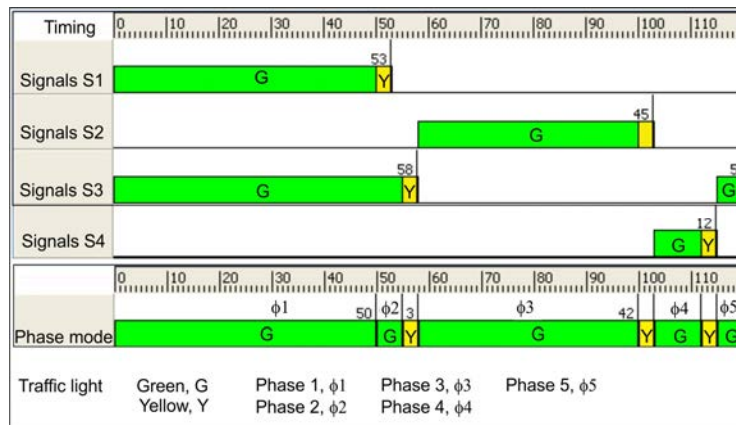 Timing 0 10 20 30 40 50 60 70 80 90 100 110
Signals S1 G 53 Y
Signals S2 G 45
Signals S3 G 58 Y 5 G
Signals S4 G 12 Y
0 10 20 30 40 50 60 70 80 90 100 110
ϕ1 50 ϕ2 3 ϕ3 42 ϕ4 ϕ5
Phase mode G G Y G Y G Y G
Traffic light Green, G Phase 1, ϕ1 Phase 3, ϕ3 Phase 5, ϕ5
Yellow, Y Phase 2, ϕ2 Phase 4, ϕ4